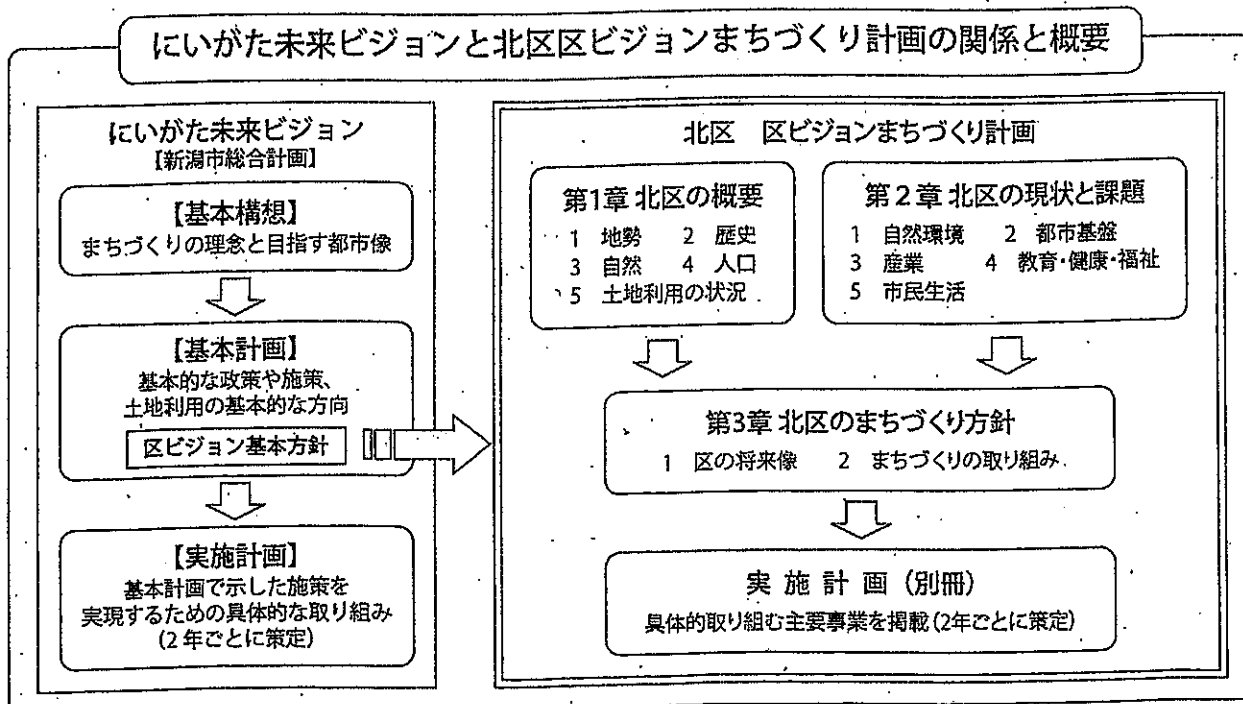 にいがた未来ビジョンと北区区ビジョンまちづくり計画の関係と概要
にいがた未来ビジョン
【新潟市総合計画】
【基本構想】
まちづくりの理念と目指す都市像
【基本計画】
基本的な政策や施策、
土地利用の基本的な方向
区ビジョン基本方針
【実施計画】
基本計画で示した施策を
実現するための具体的な取り組み
(2年ごとに策定)
北区 区ビジョンまちづくり計画
第1章 北区の概要
1 地勢 2 歴史
3 自然 4 人口
5 土地利用の状況
第2章 北区の現状と課題
1 自然環境 2 都市基盤
3 産業 4 教育・健康・福祉
5 市民生活
第3章 北区のまちづくり方針
1 区の将来像 2 まちづくりの取り組み
実施計画(別冊)
具体的取り組む主要事業を掲載(2年ごとに策定)